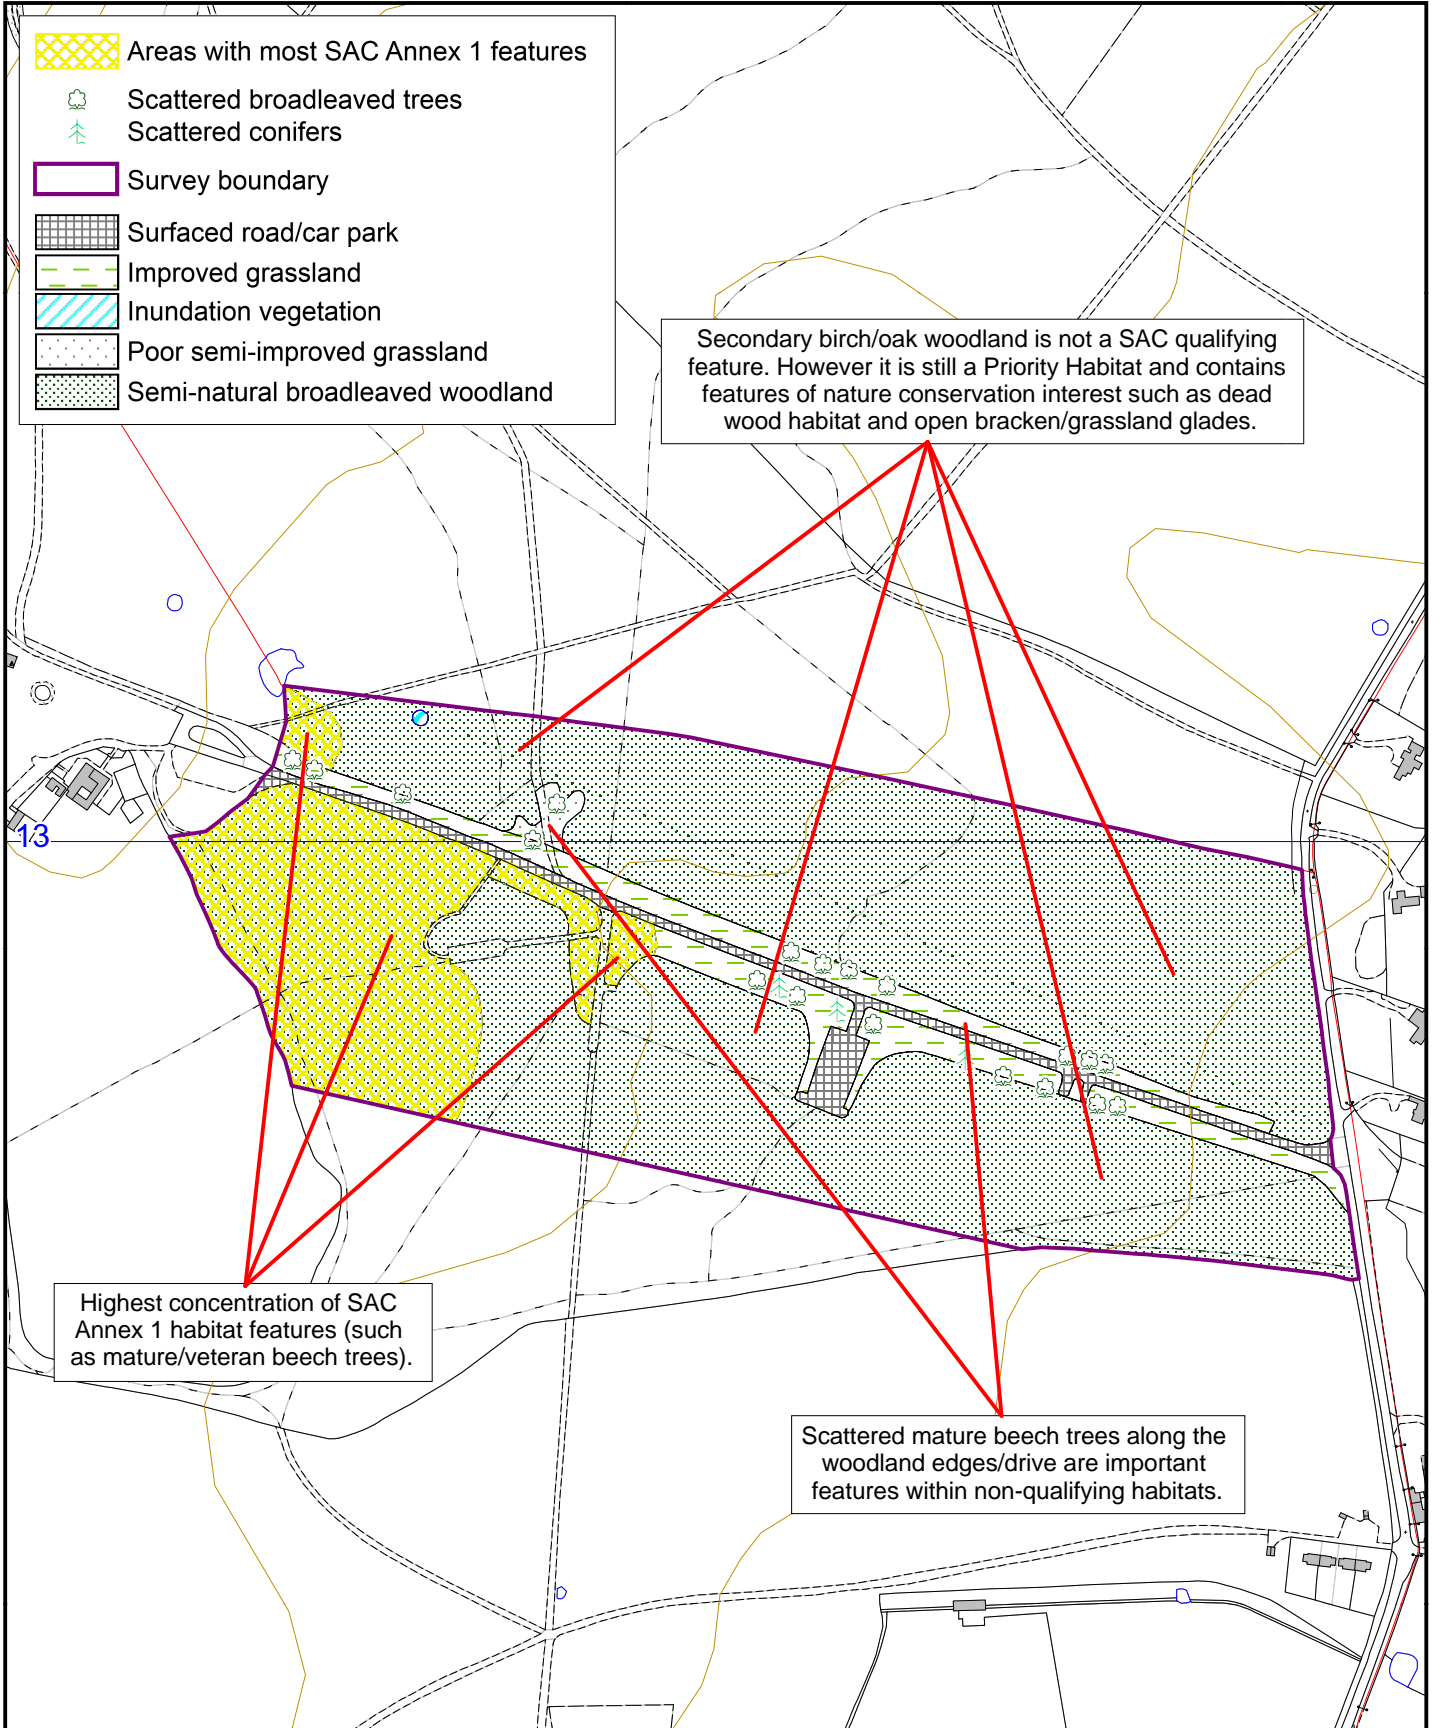 Areas with most SAC Annex 1 features
Scattered broadleaved trees
Scattered conifers
Survey boundary
Surfaced road/car park
Improved grassland
Inundation vegetation
Poor semi-improved grassland
Semi-natural broadleaved woodland
Secondary birch/oak woodland is not a SAC qualifying
feature. However it is still a Priority Habitat and contains
features of nature conservation interest such as dead
wood habitat and open bracken/grassland glades.
13
Highest concentration of SAC
Annex 1 habitat features (such
as mature/veteran beech trees).
Scattered mature beech trees along the
woodland edges/drive are important
features within non-qualifying habitats.